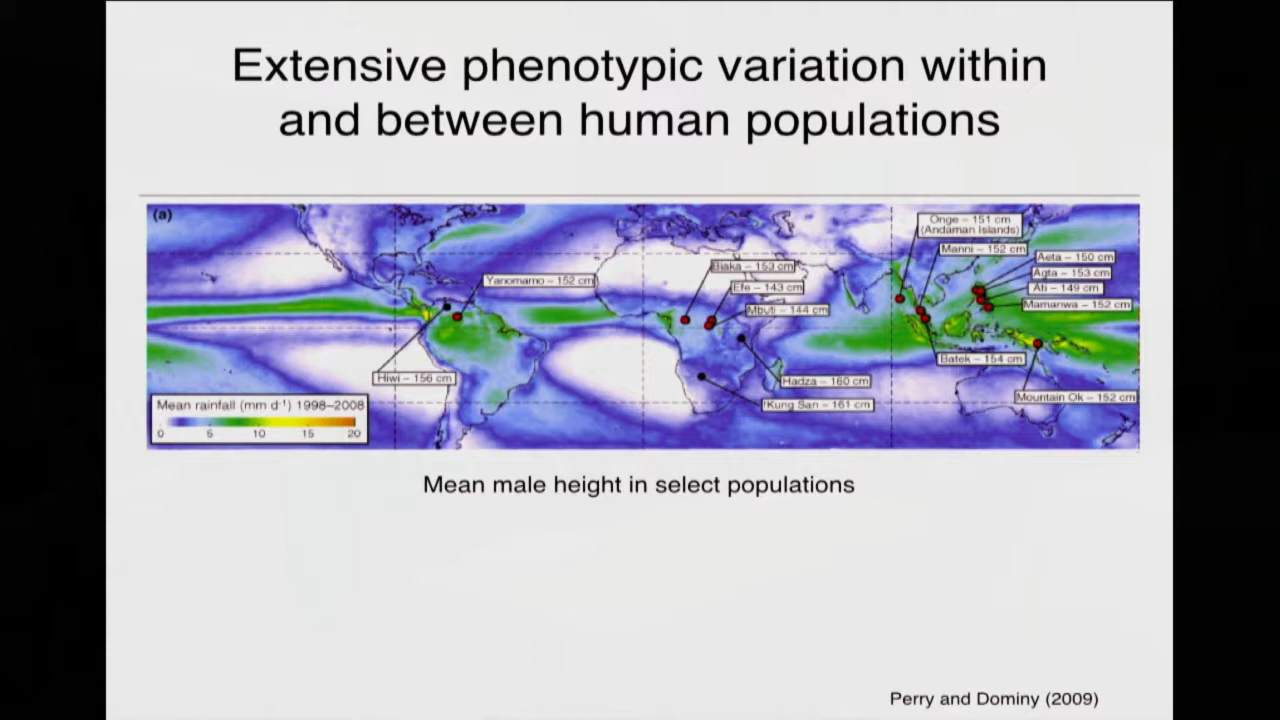 Extensive phenotypic variation within
and between human populations
(a)
Onge – 151 cm
(Andaman Islands)
Manni – 152 cm
Aeta – 150 cm
Agta – 153 cm
Ati – 149 cm
Mamanwa – 152 cm
Biaka – 153 cm
Efe – 143 cm
Mbuti – 144 cm
Yanomamo – 152 cm
Hiwi – 156 cm
Batek – 154 cm
Hadza – 160 cm
!Kung San – 161 cm
Mountain Ok – 152 cm
Mean rainfall (mm d⁻¹) 1998–2008
0 5 10 15 20
Mean male height in select populations
Perry and Dominy (2009)